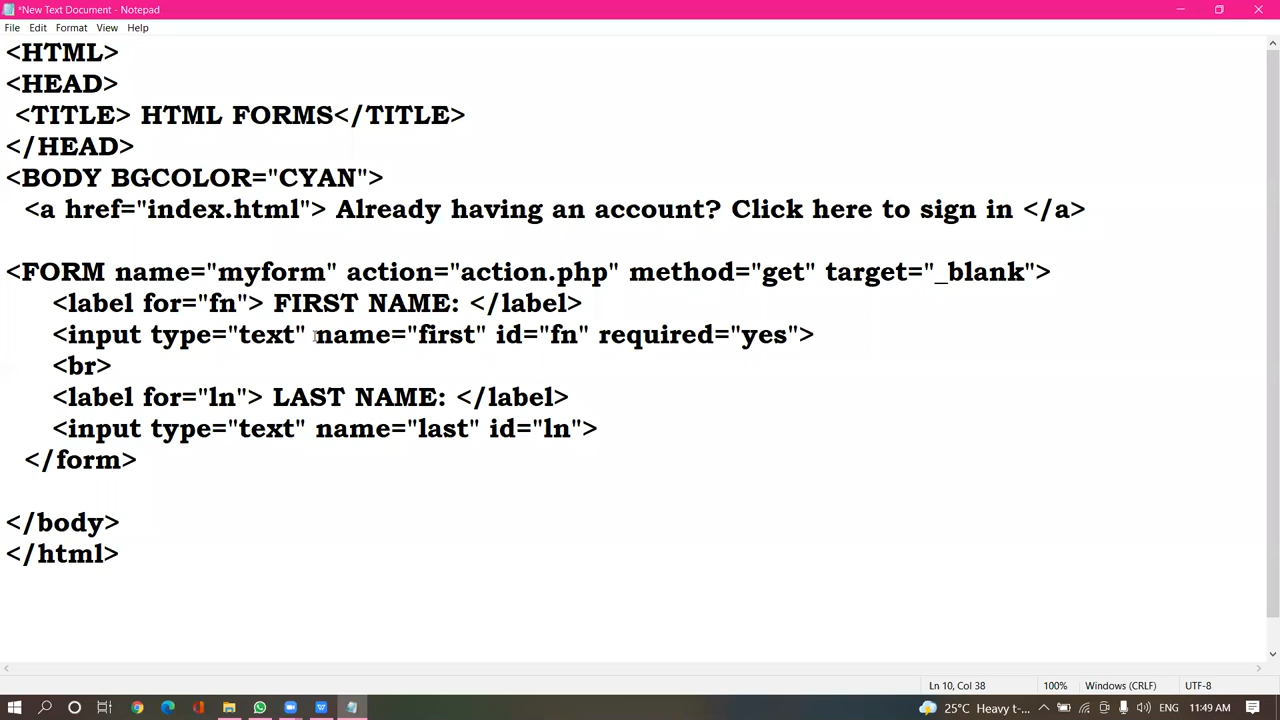 *New Text Document - Notepad
File Edit Format View Help
<HTML>
<HEAD>
<TITLE> HTML FORMS</TITLE>
</HEAD>
<BODY BGCOLOR="CYAN">
<a href="index.html"> Already having an account? Click here to sign in </a>
<FORM name="myform" action="action.php" method="get" target="_blank">
<label for="fn"> FIRST NAME: </label>
<input type="text" name="first" id="fn" required="yes">
<br>
<label for="ln"> LAST NAME: </label>
<input type="text" name="last" id="ln">
</form>
</body>
</html>
Ln 10, Col 38 100% Windows (CRLF) UTF-8
25°C Heavy t-... 11:49 AM